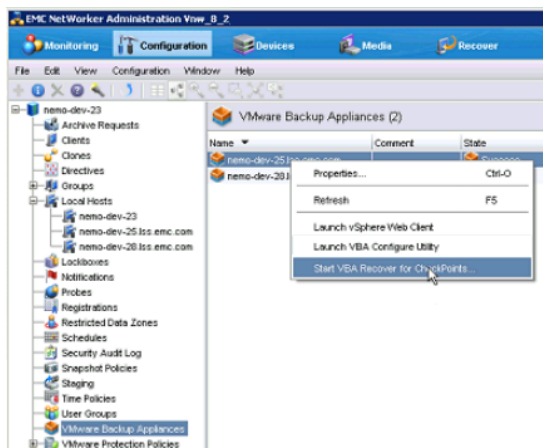 EMC NetWorker Administration Vnw_8_2
Monitoring Configuration Devices Media Recover
File Edit View Configuration Window Help
nemo-dev-23
Archive Requests
Clients
Clones
Directives
Groups
Local Hosts
nemo-dev-23
nemo-dev-25.lss.emc.com
nemo-dev-28.lss.emc.com
Lockboxes
Notifications
Probes
Registrations
Restricted Data Zones
Schedules
Security Audit Log
Snapshot Policies
Staging
Time Policies
User Groups
VMware Backup Appliances
VMware Protection Policies
VMware Backup Appliances (2)
Name Comment State
nemo-dev-25.lss.emc.com Success
nemo-dev-28.l
Properties... Ctrl-O
Refresh F5
Launch vSphere Web Client
Launch VBA Configure Utility
Start VBA Recover for CheckPoints...